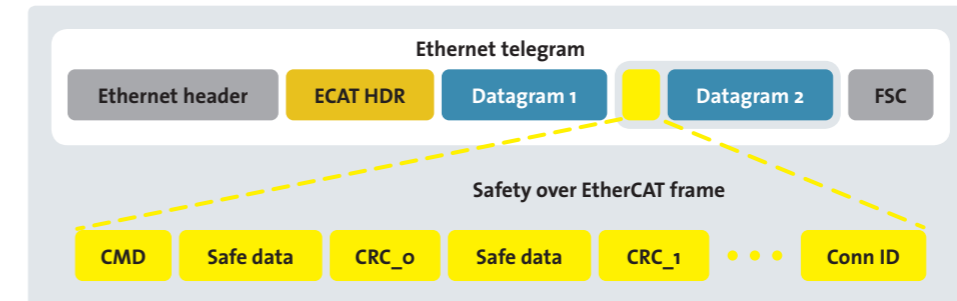 Ethernet telegram
Ethernet header ECAT HDR Datagram 1 Datagram 2 FSC
Safety over EtherCAT frame
CMD Safe data CRC_0 Safe data CRC_1 Conn ID